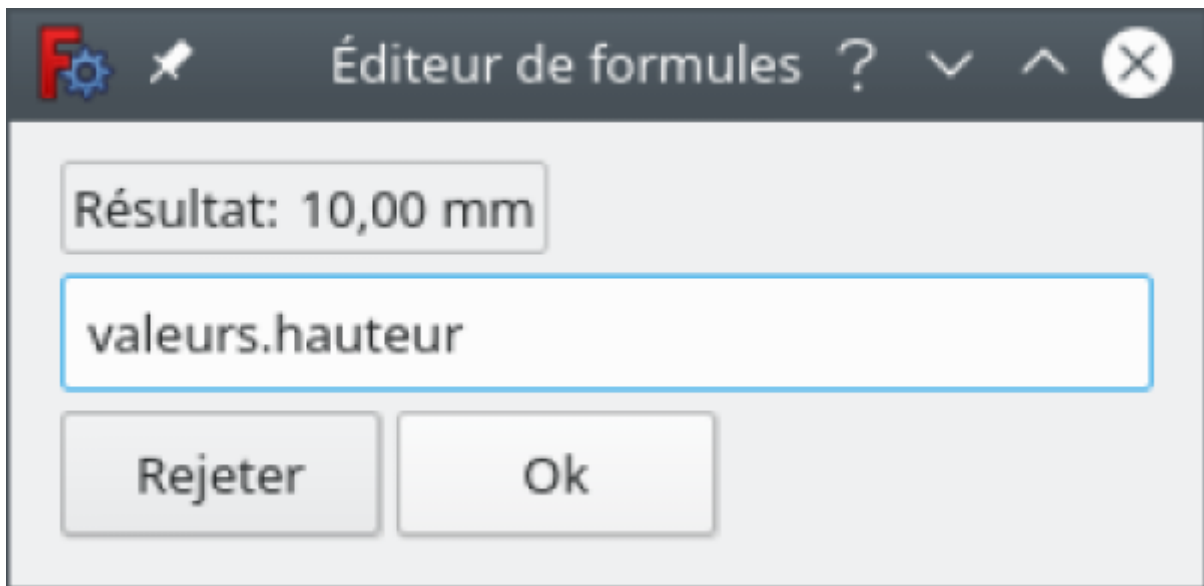 Éditeur de formules
Résultat: 10,00 mm
valeurs.hauteur
Rejeter Ok